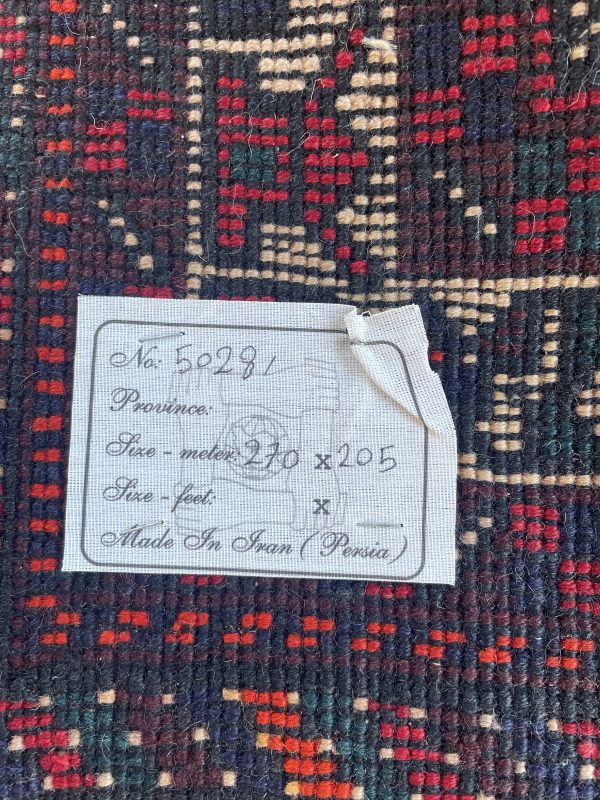 No: 50281
Province:
Size - meter: 270 x 205
Size - feet: x
Made In Iran ( Persia )